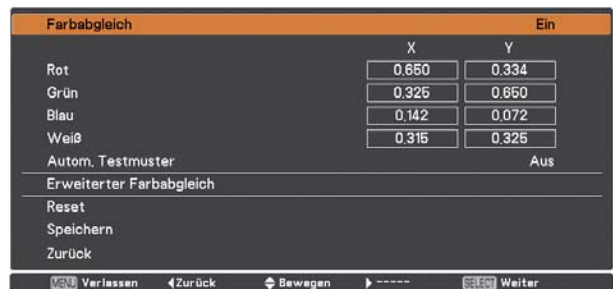 Farbabgleich Ein
X Y
Rot 0.650 0.334
Grün 0.325 0.650
Blau 0.142 0.072
Weiß 0.315 0.325
Autom. Testmuster Aus
Erweiterter Farbabgleich
Reset
Speichern
Zurück
MENU Verlassen ◀Zurück ◆Bewegen ▶----- SELECT Weiter